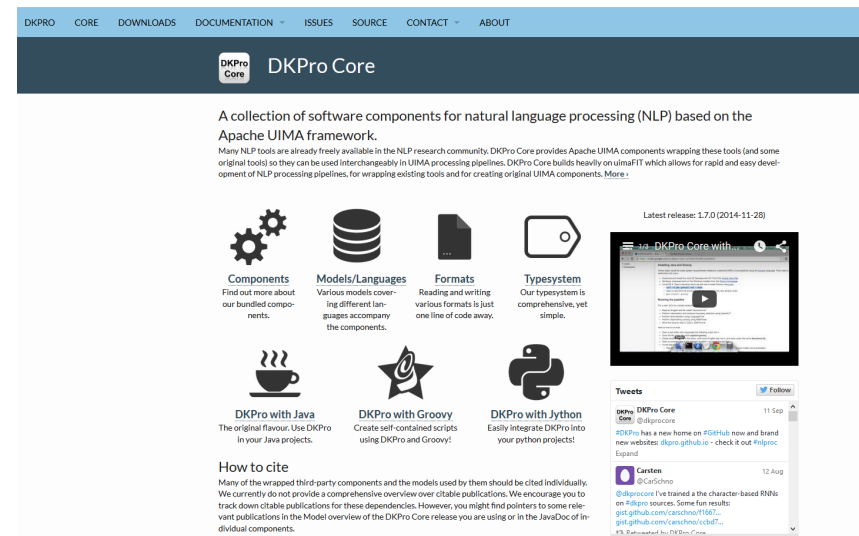 DKPRO CORE DOWNLOADS DOCUMENTATION ISSUES SOURCE CONTACT ABOUT
DKPro
Core
DKPro Core
A collection of software components for natural language processing (NLP) based on the
Apache UIMA framework.
Many NLP tools are already freely available in the NLP research community. DKPro Core provides Apache UIMA components wrapping these tools (and some
original tools) so they can be used interchangeably in UIMA processing pipelines. DKPro Core builds heavily on uimaFIT which allows for rapid and easy devel-
opment of NLP processing pipelines, for wrapping existing tools and for creating original UIMA components. More ›
Latest release: 1.7.0 (2014-11-28)
1/3 DKPro Core with...
Components
Find out more about
our bundled compo-
nents.
Models/Languages
Various models cover-
ing different lan-
guages accompany
the components.
Formats
Reading and writing
various formats is just
one line of code away.
Typesystem
Our typesystem is
comprehensive, yet
simple.
DKPro with Java
The original flavour. Use DKPro
in your Java projects.
DKPro with Groovy
Create self-contained scripts
using DKPro and Groovy!
DKPro with Jython
Easily integrate DKPro into
your python projects!
How to cite
Many of the wrapped third-party components and the models used by them should be cited individually.
We currently do not provide a comprehensive overview over citable publications. We encourage you to
track down citable publications for these dependencies. However, you might find pointers to some rele-
vant publications in the Model overview of the DKPro Core release you are using or in the JavaDoc of in-
dividual components.
Tweets Follow
DKPro
Core
DKPro Core 11 Sep
@dkprocore
#DKPro has a new home on #GitHub now and brand
new websites: dkpro.github.io - check it out #nlproc
Expand
Carsten 12 Aug
@CarSchno
@dkprocore I've trained a the character-based RNNs
on #dkpro sources. Some fun results:
gist.github.com/carschno/f1667...
gist.github.com/carschno/ccbd7...
Retweeted by DKPro Core